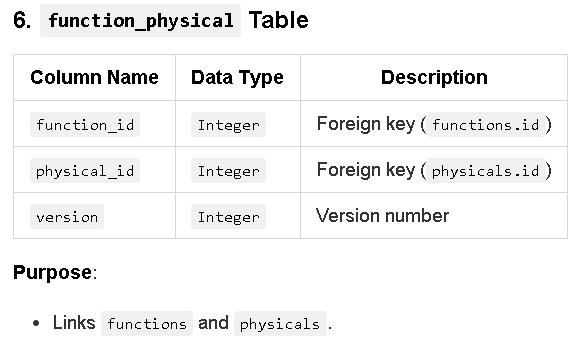 6. function_physical Table
Column Name Data Type Description
function_id Integer Foreign key ( functions.id )
physical_id Integer Foreign key ( physicals.id )
version Integer Version number
Purpose:
• Links functions and physicals .